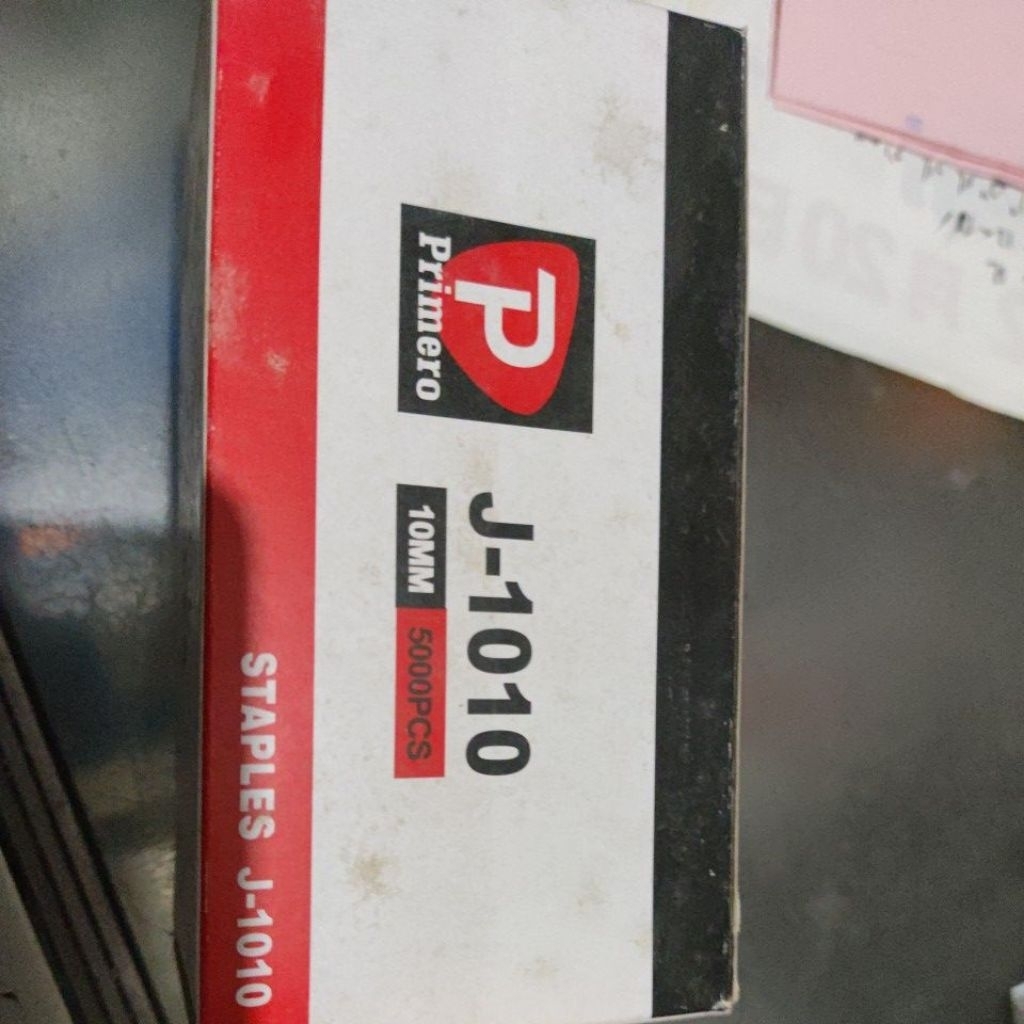 Primero
J-1010
10MM 5000PCS
STAPLES J-1010